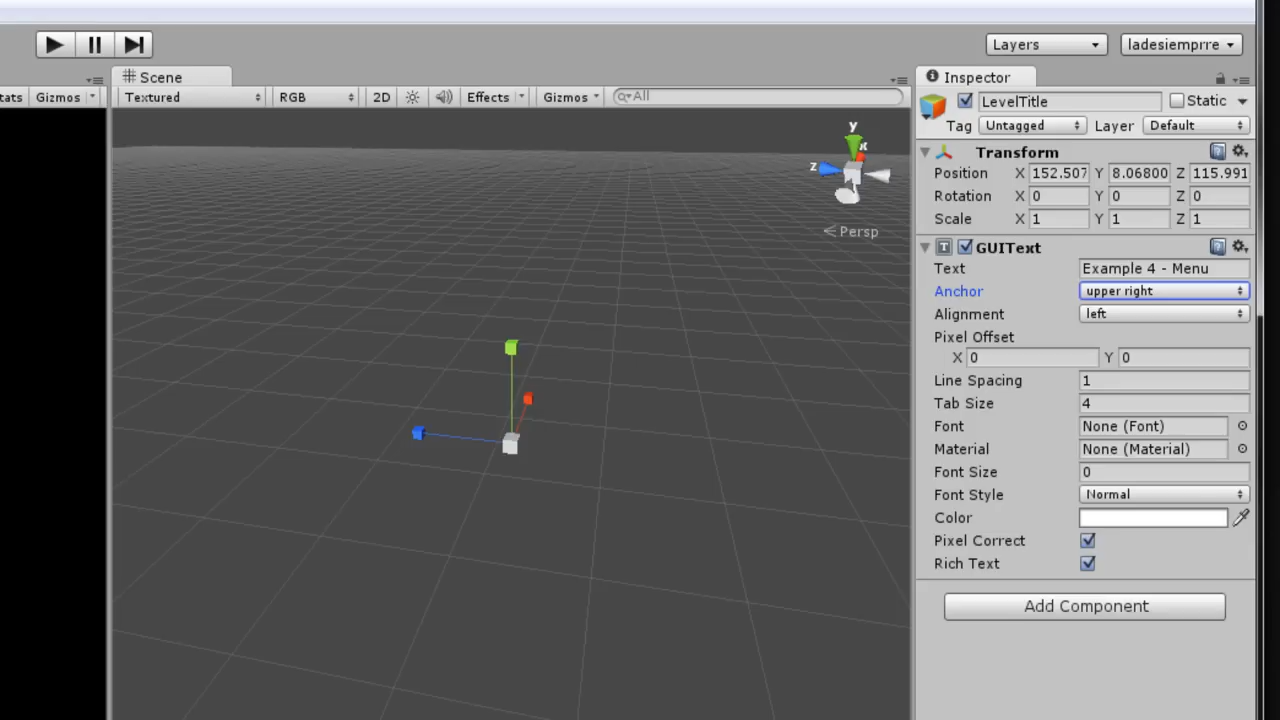 Layers
ladesiemprre
Scene
Inspector
tats
Gizmos
Textured
RGB
2D
Effects
Gizmos
All
LevelTitle
Static
Tag
Untagged
Layer
Default
y
x
z
Persp
Transform
Position X 152.507 Y 8.06800 Z 115.991
Rotation X 0 Y 0 Z 0
Scale X 1 Y 1 Z 1
GUIText
Text Example 4 - Menu
Anchor upper right
Alignment left
Pixel Offset
X 0 Y 0
Line Spacing 1
Tab Size 4
Font None (Font)
Material None (Material)
Font Size 0
Font Style Normal
Color
Pixel Correct
Rich Text
Add Component